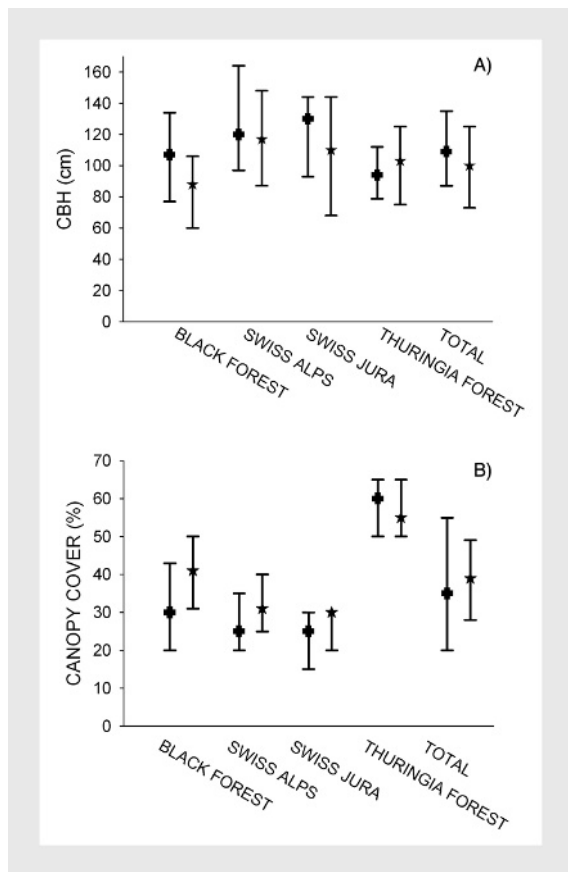 A)
CBH (cm)
160
140
120
100
80
60
40
20
0
BLACK FOREST
SWISS ALPS
SWISS JURA
THURINGIA FOREST
TOTAL
B)
CANOPY COVER (%)
70
60
50
40
30
20
10
0
BLACK FOREST
SWISS ALPS
SWISS JURA
THURINGIA FOREST
TOTAL